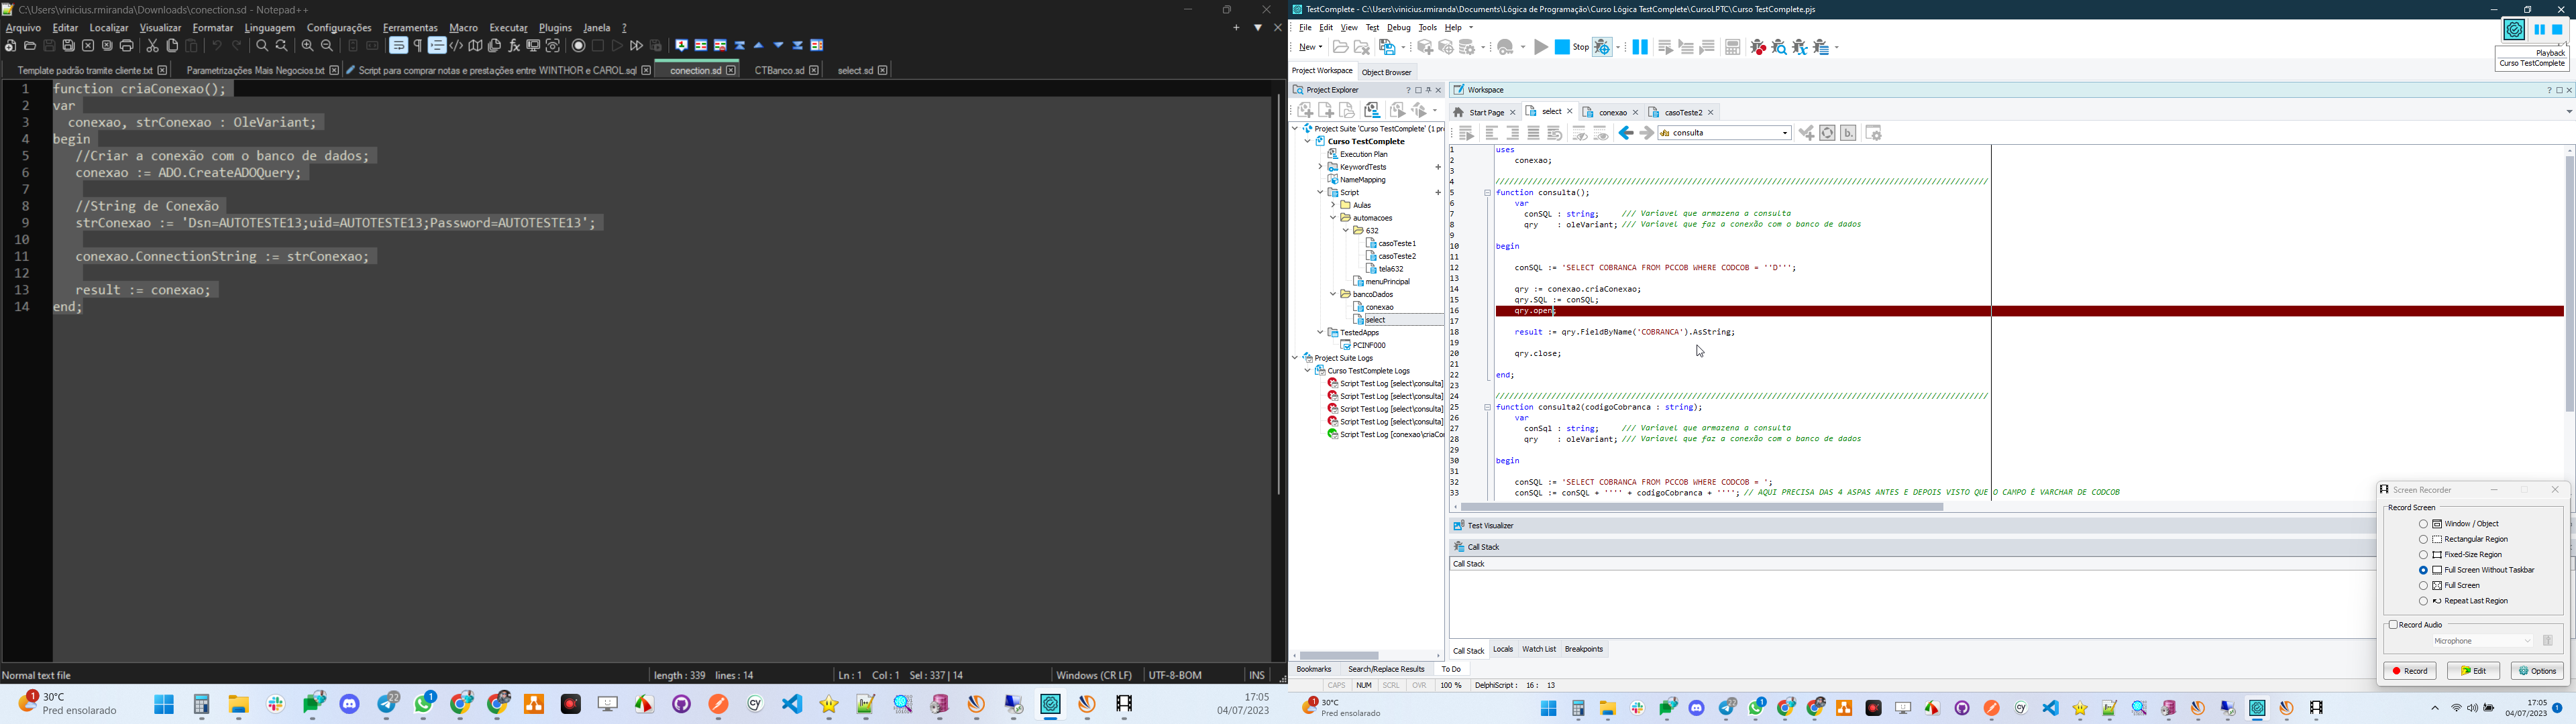 C:\Users\vinicius.rmiranda\Downloads\conection.sd - Notepad++
Arquivo Editar Localizar Visualizar Formatar Linguagem Configurações Ferramentas Macro Executar Plugins Janela ?
Template padrão tramite cliente.txt
Parametrizações Mais Negocios.txt
Script para comprar notas e prestações entre WINTHOR e CAROL.sql
conection.sd
CTBanco.sd
select.sd
1 function criaConexao();
2 var
3 conexao, strConexao : OleVariant;
4 begin
5 //Criar a conexão com o banco de dados;
6 conexao := ADO.CreateADOQuery;
7
8 //String de Conexão
9 strConexao := 'Dsn=AUTOTESTE13;uid=AUTOTESTE13;Password=AUTOTESTE13';
10
11 conexao.ConnectionString := strConexao;
12
13 result := conexao;
14 end;
Normal text file
length : 339 lines : 14
Ln : 1 Col : 1 Sel : 337 | 14
Windows (CR LF)
UTF-8-BOM
INS
30°C
Pred ensolarado
17:05
04/07/2023
TestComplete - C:\Users\vinicius.rmiranda\Documents\Lógica de Programação\Curso Lógica TestComplete\CursoLPTC\Curso TestComplete.pjs
File Edit View Test Debug Tools Help
New
Stop
Playback
Curso TestComplete
Project Workspace
Object Browser
Project Explorer
Project Suite 'Curso TestComplete' (1 pr
Curso TestComplete
Execution Plan
KeywordTests
NameMapping
Script
Aulas
automacoes
632
casoTeste1
casoTeste2
tela632
menuPrincipal
bancoDados
conexao
select
TestedApps
PCINF000
Project Suite Logs
Curso TestComplete Logs
Script Test Log [select\consulta]
Script Test Log [select\consulta]
Script Test Log [select\consulta]
Script Test Log [select\consulta]
Script Test Log [conexao\criaCo
Workspace
Start Page
select
conexao
casoTeste2
consulta
1 uses
2 conexao;
3
4 ////////////////////////////////////////////////////////////////////////////////////////////////////////////
5 function consulta();
6 var
7 conSQL : string; /// Varíavel que armazena a consulta
8 qry : oleVariant; /// Varíavel que faz a conexão com o banco de dados
9
10 begin
11
12 conSQL := 'SELECT COBRANCA FROM PCCOB WHERE CODCOB = ''D''';
13
14 qry := conexao.criaConexao;
15 qry.SQL := conSQL;
16 qry.open;
17
18 result := qry.FieldByName('COBRANCA').AsString;
19
20 qry.close;
21
22 end;
23
24 ////////////////////////////////////////////////////////////////////////////////////////////////////////////
25 function consulta2(codigoCobranca : string);
26 var
27 conSql : string; /// Varíavel que armazena a consulta
28 qry : oleVariant; /// Varíavel que faz a conexão com o banco de dados
29
30 begin
31
32 conSQL := 'SELECT COBRANCA FROM PCCOB WHERE CODCOB = ';
33 conSQL := conSQL + '''' + codigoCobranca + ''''; // AQUI PRECISA DAS 4 ASPAS ANTES E DEPOIS VISTO QUE O CAMPO É VARCHAR DE CODCOB
Test Visualizer
Call Stack
Call Stack
Call Stack Locals Watch List Breakpoints
Bookmarks Search/Replace Results To Do
CAPS NUM SCRL OVR 100 % DelphiScript : 16 : 13
Screen Recorder
Record Screen
Window / Object
Rectangular Region
Fixed-Size Region
Full Screen Without Taskbar
Full Screen
Repeat Last Region
Record Audio
Microphone
Record
Edit
Options
30°C
Pred ensolarado
17:05
04/07/2023